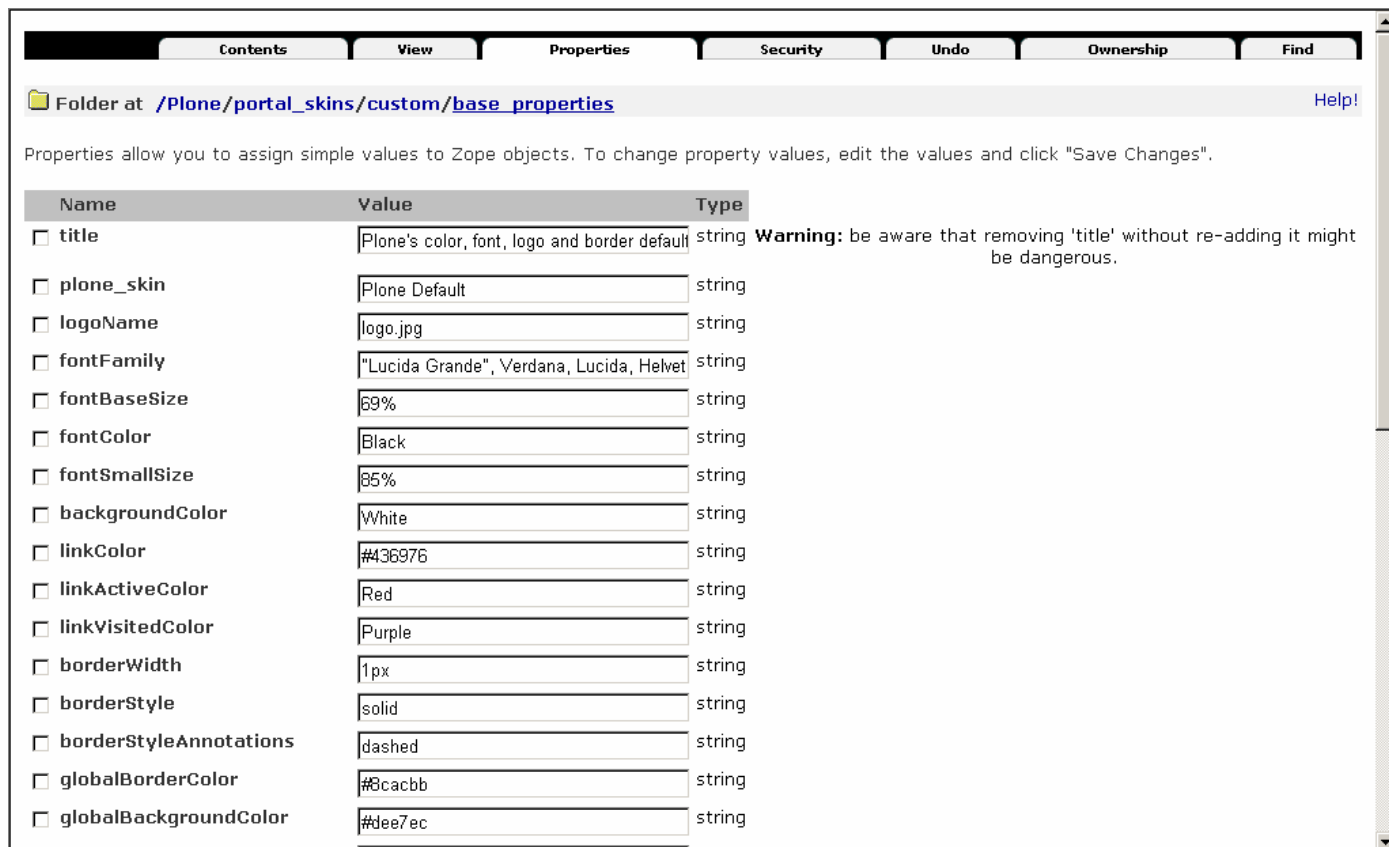 Contents View Properties Security Undo Ownership Find
Folder at /Plone/portal_skins/custom/base_properties Help!
Properties allow you to assign simple values to Zope objects. To change property values, edit the values and click "Save Changes".
Name Value Type
title Plone's color, font, logo and border default string Warning: be aware that removing 'title' without re-adding it might
be dangerous.
plone_skin Plone Default string
logoName logo.jpg string
fontFamily "Lucida Grande", Verdana, Lucida, Helvet string
fontBaseSize 69% string
fontColor Black string
fontSmallSize 85% string
backgroundColor White string
linkColor #436976 string
linkActiveColor Red string
linkVisitedColor Purple string
borderWidth 1px string
borderStyle solid string
borderStyleAnnotations dashed string
globalBorderColor #8cacbb string
globalBackgroundColor #dee7ec string